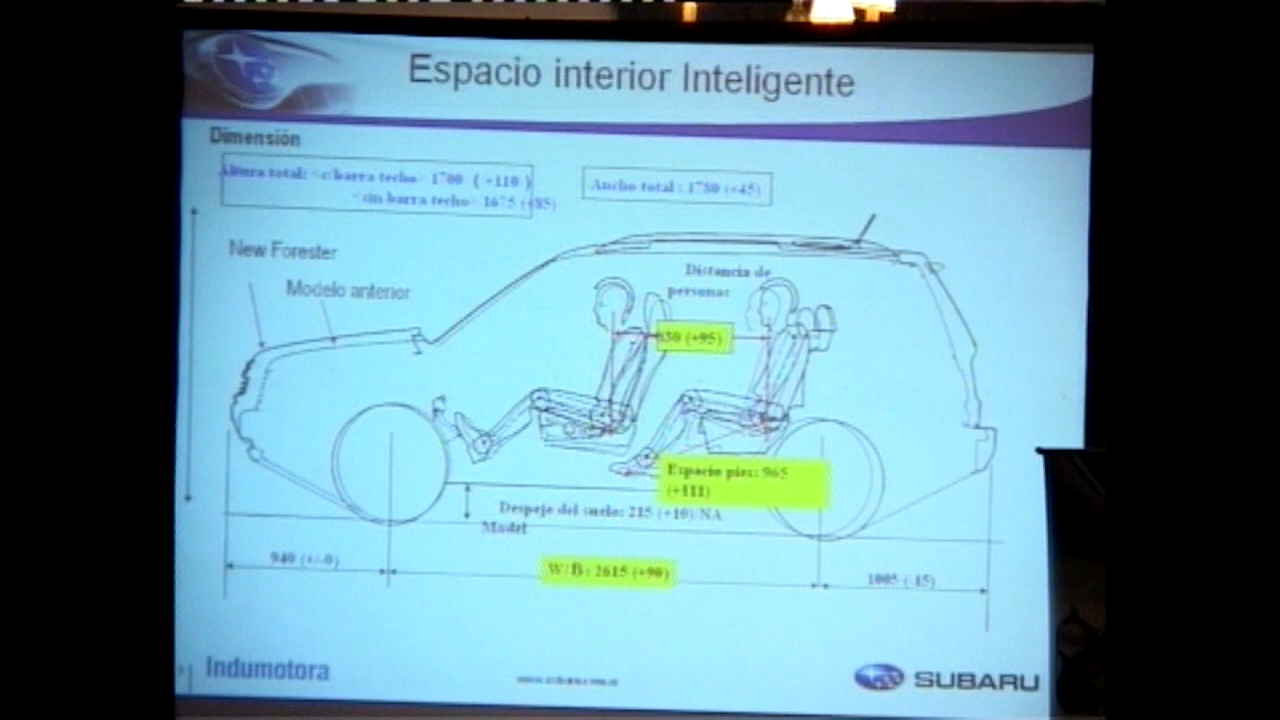 Espacio interior Inteligente
Dimensión
Altura total: <c/barra techo> 1700 ( +110 )
<sin barra techo> 1675 (+85)
Ancho total : 1780 (+45)
New Forester
Modelo anterior
Distancia de
personas
(+95)
Espacio pies: 965
(+111)
Despeje del suelo: 215 (+10)/NA
Model
940 (+/-0)
W/B : 2615 (+90)
1005 (-15)
Indumotora
SUBARU